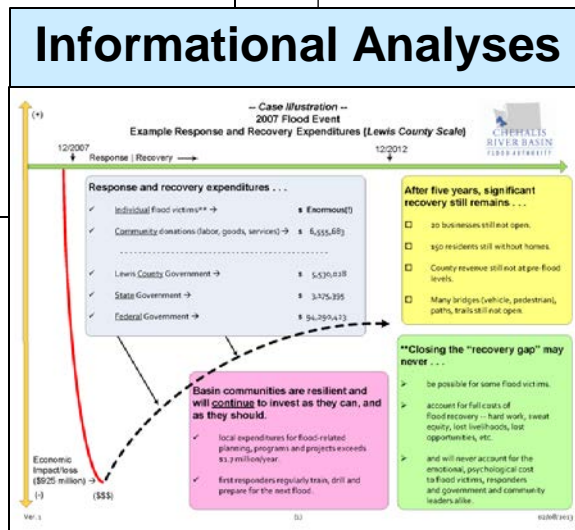 Informational Analyses
(+)
-- Case Illustration --
2007 Flood Event
Example Response and Recovery Expenditures (Lewis County Scale)
CHEHALIS
RIVER BASIN
FLOOD AUTHORITY
12/2007
12/2012
Response | Recovery
Response and recovery expenditures . . .
✓ Individual flood victims** → $ Enormous(!)
✓ Community donations (labor, goods, services) → $ 6,555,683
✓ Lewis County Government → $ 5,530,028
✓ State Government → $ 3,175,395
✓ Federal Government → $ 94,290,423
After five years, significant
recovery still remains . . .
20 businesses still not open.
150 residents still without homes.
County revenue still not at pre-flood
levels.
Many bridges (vehicle, pedestrian),
paths, trails still not open.
Basin communities are resilient and
will continue to invest as they can, and
as they should.
✓ local expenditures for flood-related
planning, programs and projects exceeds
$1.7 million/year.
✓ first responders regularly train, drill and
prepare for the next flood.
**Closing the "recovery gap" may
never . . .
be possible for some flood victims.
account for full costs of
flood recovery -- hard work, sweat
equity, lost livelihoods, lost
opportunities, etc.
and will never account for the
emotional, psychological cost
to flood victims, responders
and government and community
leaders alike.
Economic
Impact/loss
($925 million) →
(-)
($$$)
Ver. 1
(1)
02/08/2013